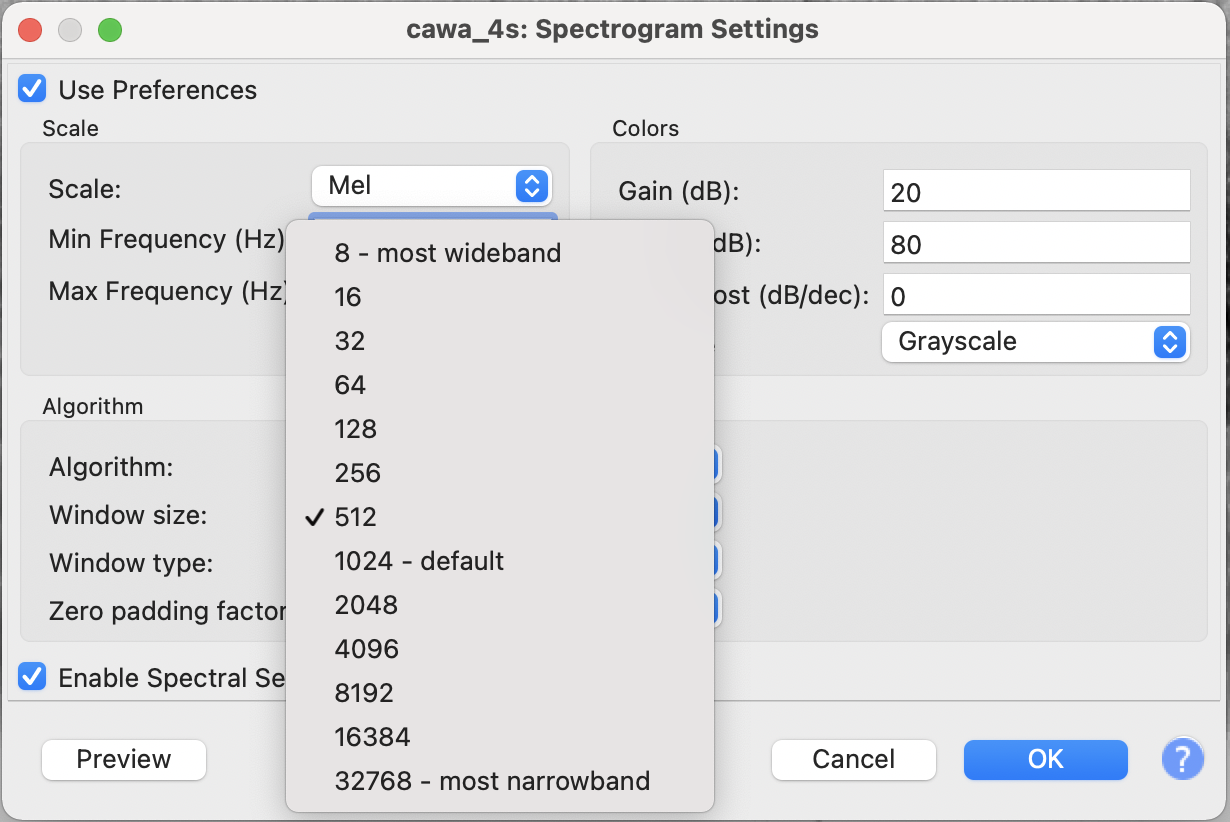 cawa_4s: Spectrogram Settings
Use Preferences
Scale
Scale:
Mel
Min Frequency (Hz)
Max Frequency (Hz)
Colors
Gain (dB):
20
dB):
80
ost (dB/dec):
0
Grayscale
Algorithm
Algorithm:
Window size:
Window type:
Zero padding factor
8 - most wideband
16
32
64
128
256
512
1024 - default
2048
4096
8192
16384
32768 - most narrowband
Enable Spectral Se
Preview
Cancel
OK
?